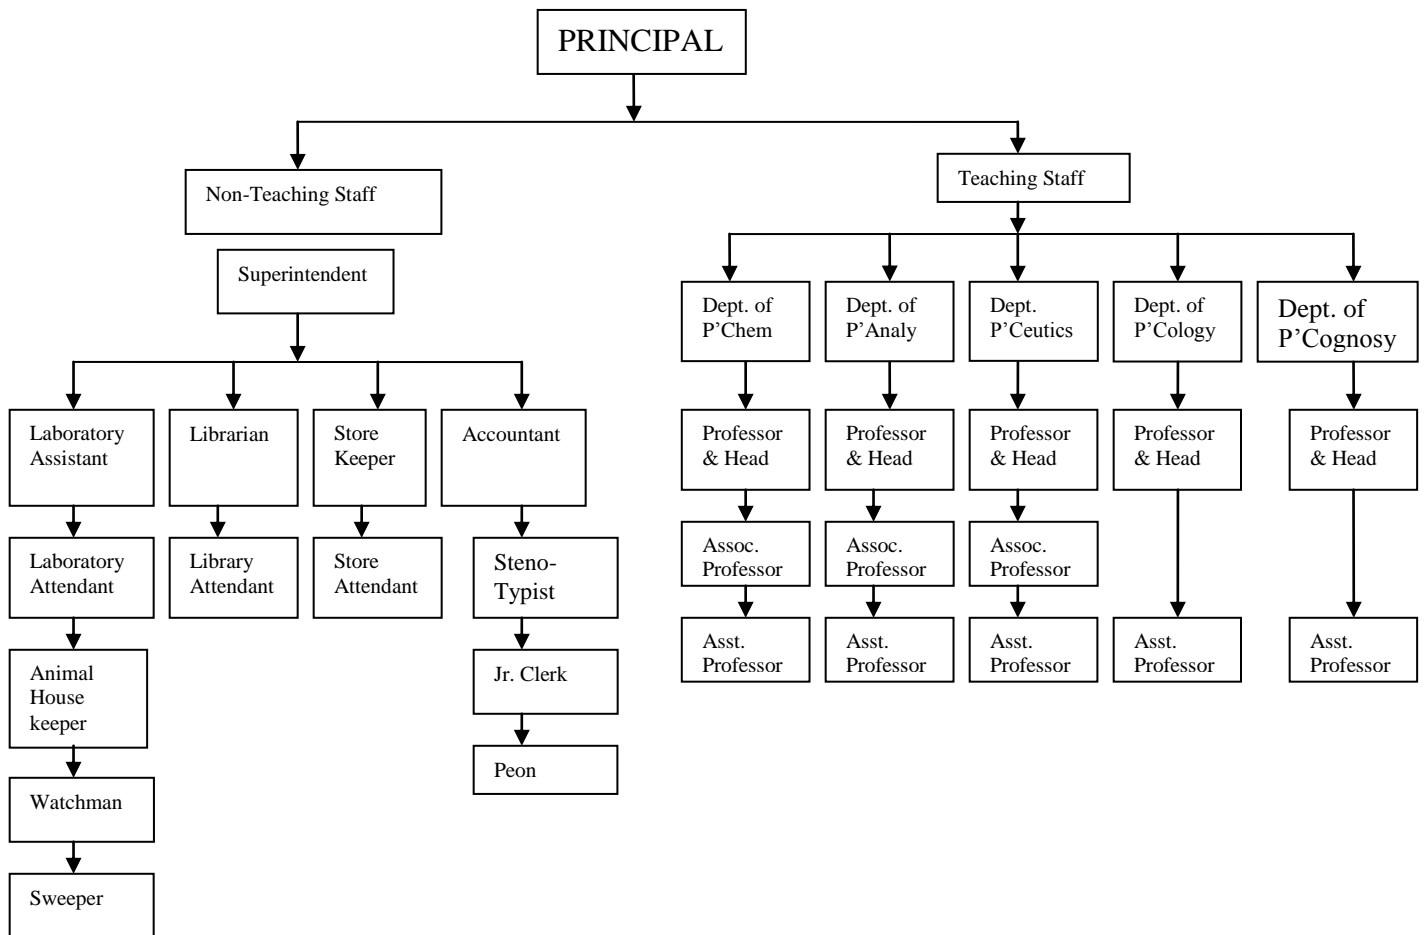 PRINCIPAL
Non-Teaching Staff
Teaching Staff
Superintendent
Dept. of
P’Chem
Dept. of
P’Analy
Dept.
P’Ceutics
Dept. of
P’Cology
Dept. of
P’Cognosy
Laboratory
Assistant
Librarian
Store
Keeper
Accountant
Professor
& Head
Professor
& Head
Professor
& Head
Professor
& Head
Professor
& Head
Laboratory
Attendant
Library
Attendant
Store
Attendant
Steno-
Typist
Assoc.
Professor
Assoc.
Professor
Assoc.
Professor
Asst.
Professor
Asst.
Professor
Asst.
Professor
Asst.
Professor
Asst.
Professor
Animal
House
keeper
Jr. Clerk
Watchman
Peon
Sweeper